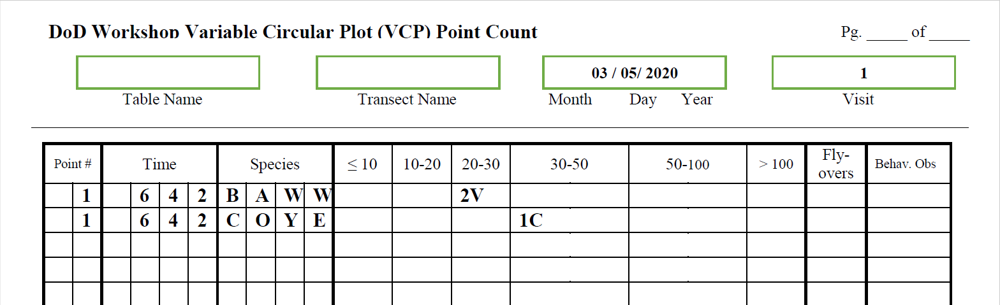 DoD Workshop Variable Circular Plot (VCP) Point Count Pg. _____ of _____
03 / 05/ 2020 1
Table Name Transect Name Month Day Year Visit
Point # Time Species ≤ 10 10-20 20-30 30-50 50-100 > 100 Fly-overs Behav. Obs
1 6 4 2 B A W W 2V
1 6 4 2 C O Y E 1C